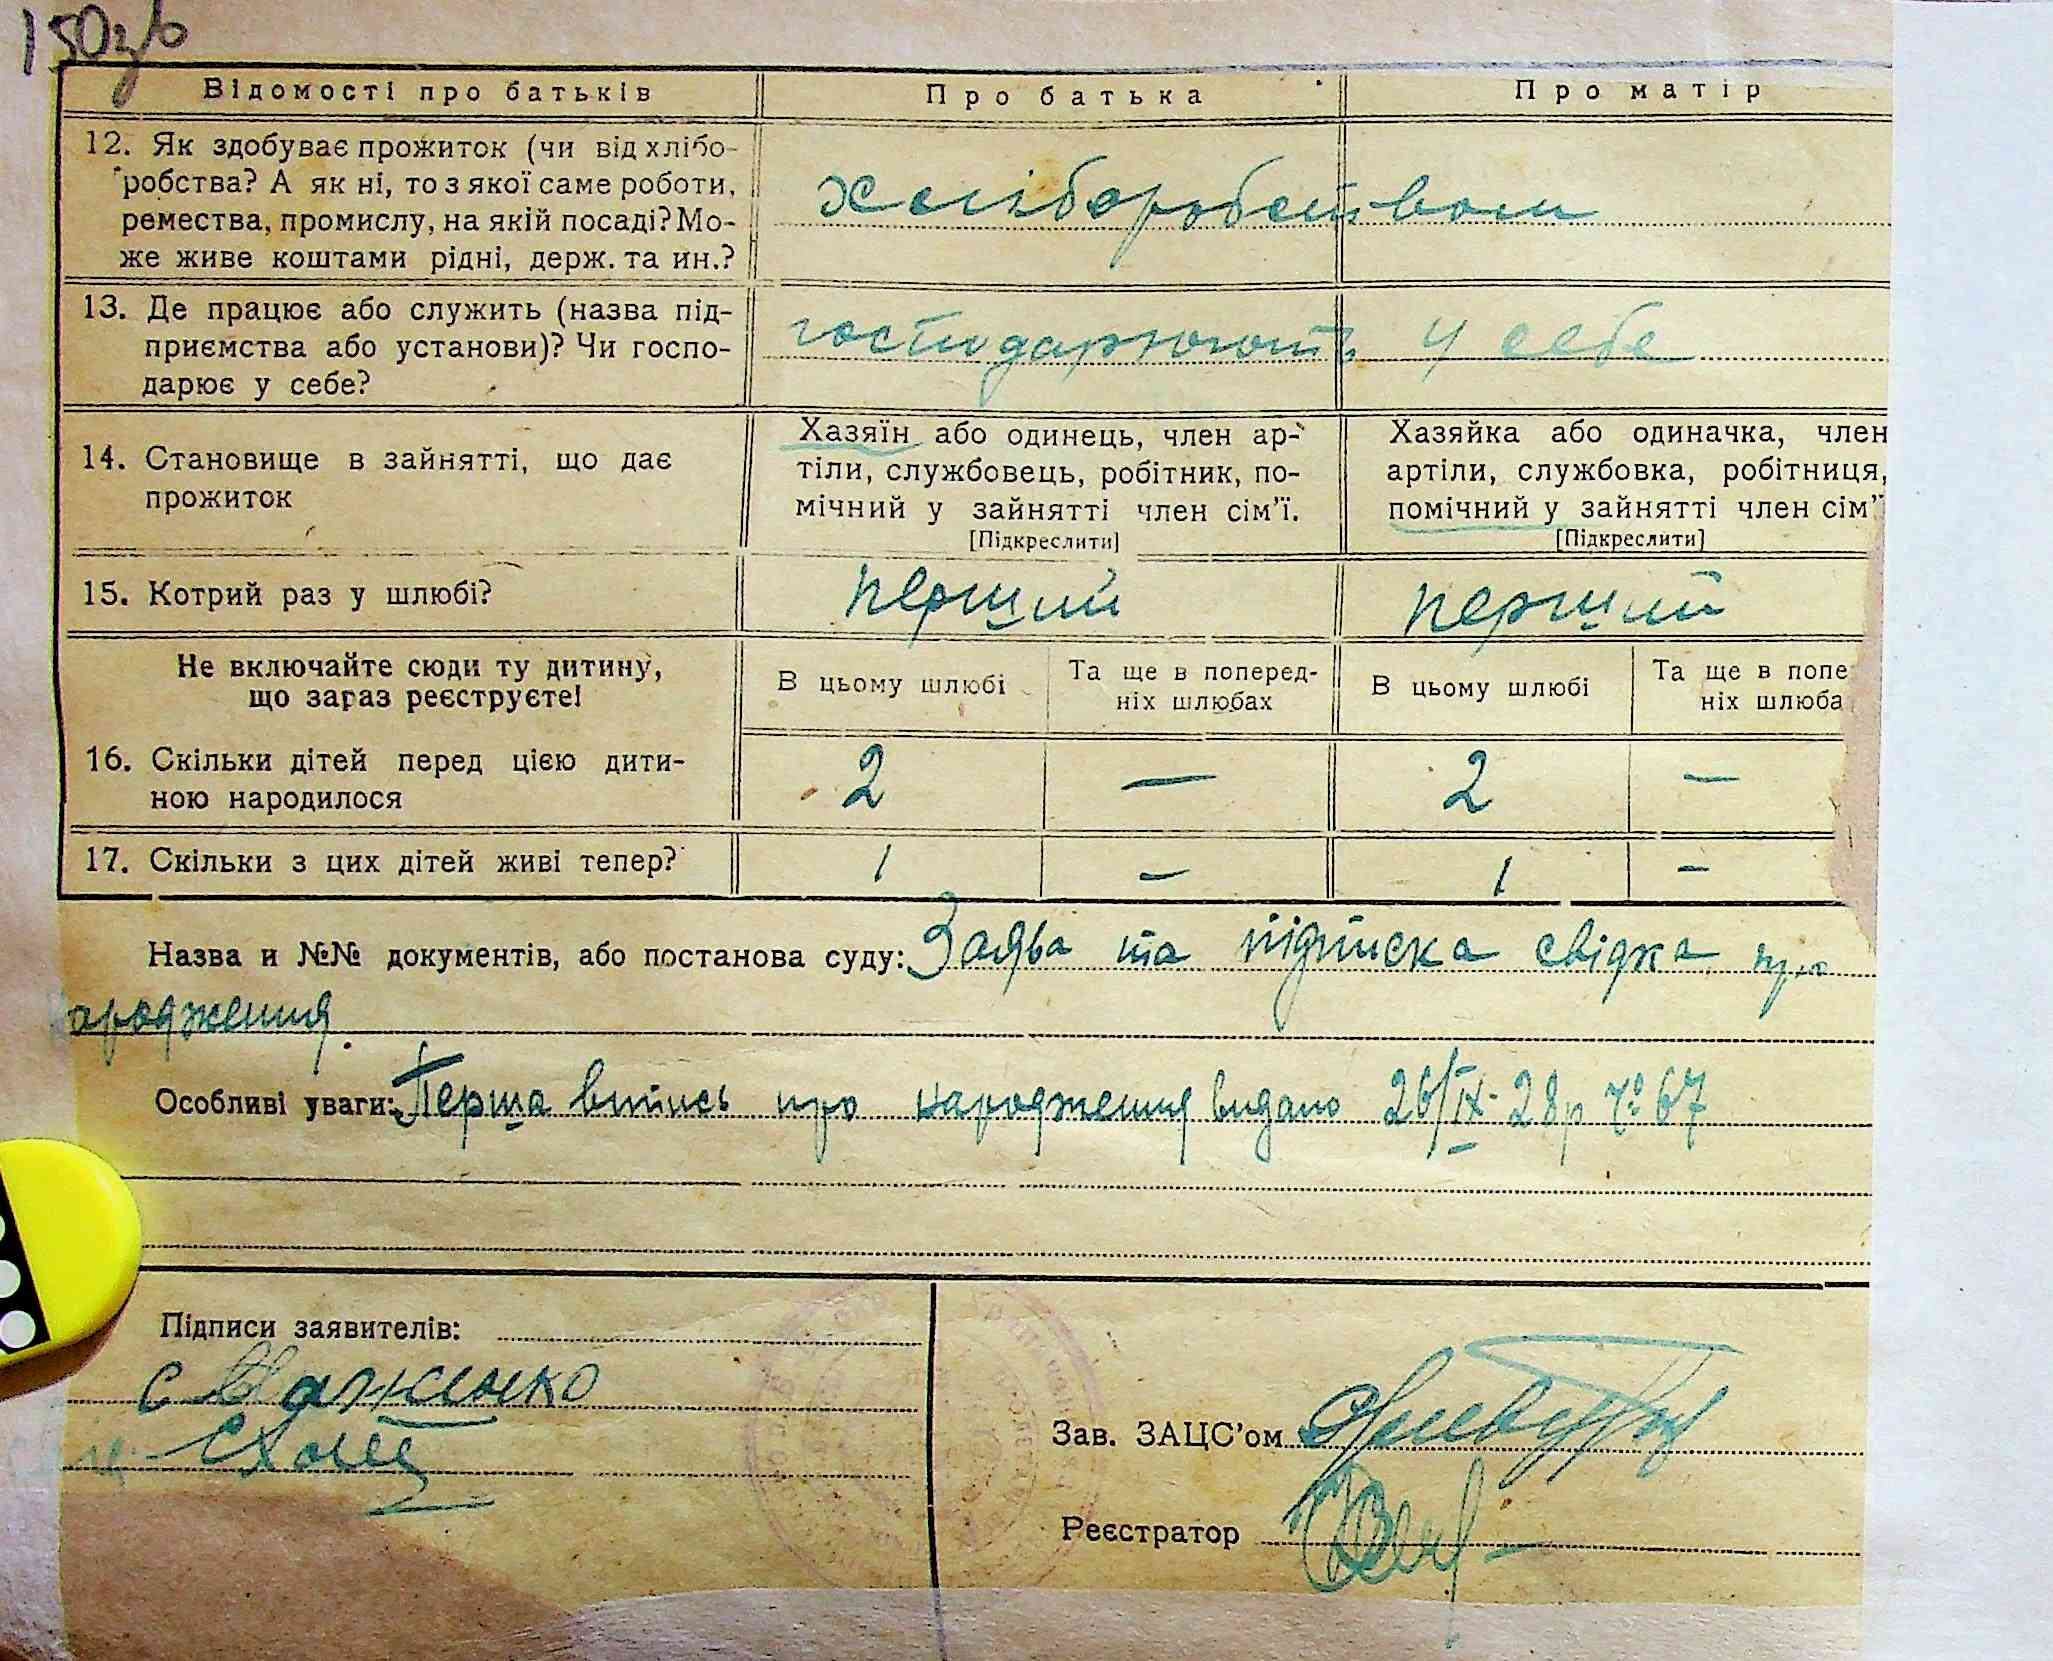 150зв
Відомості про батьків Про батька Про матір
12. Як здобуває прожиток (чи від хлібо-
робства? А як ні, то з якої саме роботи,
ремества, промислу, на якій посаді? Мо-
же живе коштами рідні, держ. та ин.?
хліборобством
13. Де працює або служить (назва під-
приємства або установи)? Чи госпо-
дарює у себе?
господарюють у себе
14. Становище в зайнятті, що дає
прожиток
Хазяїн або одинець, член ар-
тіли, службовець, робітник, по-
мічний у зайнятті член сім'ї.
[Підкреслити]
Хазяйка або одиначка, член
артіли, службовка, робітниця,
помічний у зайнятті член сім'ї
[Підкреслити]
15. Котрий раз у шлюбі? перший перший
Не включайте сюди ту дитину,
що зараз реєструєте!
В цьому шлюбі
Та ще в поперед-
ніх шлюбах
В цьому шлюбі
Та ще в попе
ніх шлюба
16. Скільки дітей перед цією дити-
ною народилося
2 — 2 —
17. Скільки з цих дітей живі тепер? 1 — 1 —
Назва и №№ документів, або постанова суду: Заява та підписка свідка про
народження.
Особливі уваги: Перша випись про народження видано 26/IX-28р № 67
Підписи заявителів:
Зав. ЗАЦС'ом
Реєстратор